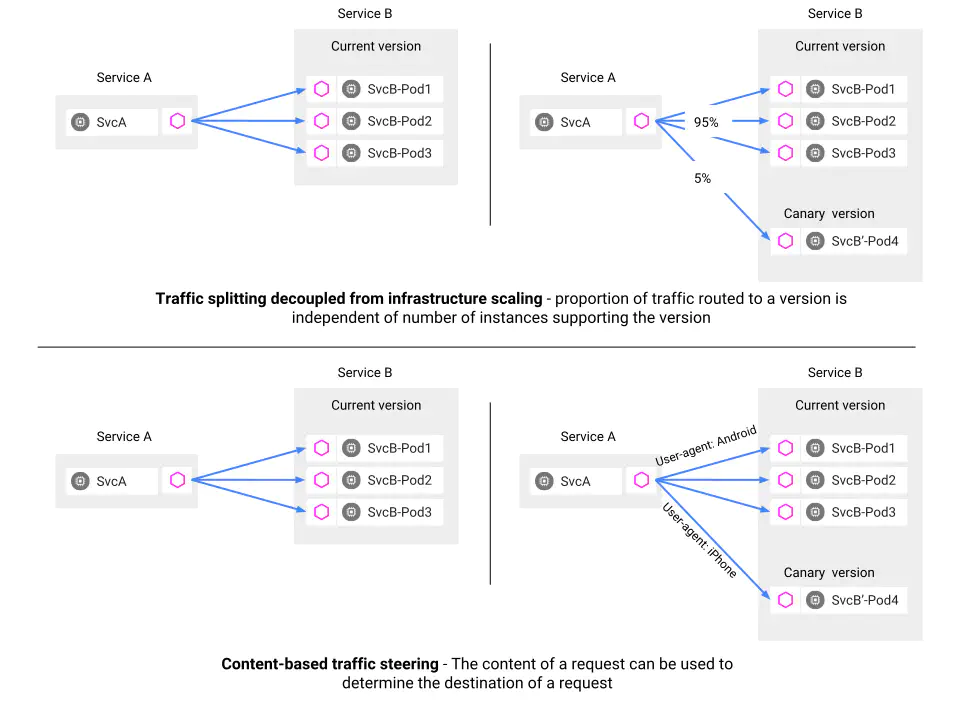 Service B
Current version
Service A
SvcA
SvcB-Pod1
SvcB-Pod2
SvcB-Pod3
Service B
Current version
Service A
SvcA
SvcB-Pod1
95%
SvcB-Pod2
SvcB-Pod3
5%
Canary version
SvcB’-Pod4
Traffic splitting decoupled from infrastructure scaling - proportion of traffic routed to a version is
independent of number of instances supporting the version
Service B
Current version
Service A
SvcA
SvcB-Pod1
SvcB-Pod2
SvcB-Pod3
Service B
Current version
Service A
SvcA
User-agent: Android
SvcB-Pod1
SvcB-Pod2
SvcB-Pod3
User-agent: iPhone
Canary version
SvcB’-Pod4
Content-based traffic steering - The content of a request can be used to
determine the destination of a request